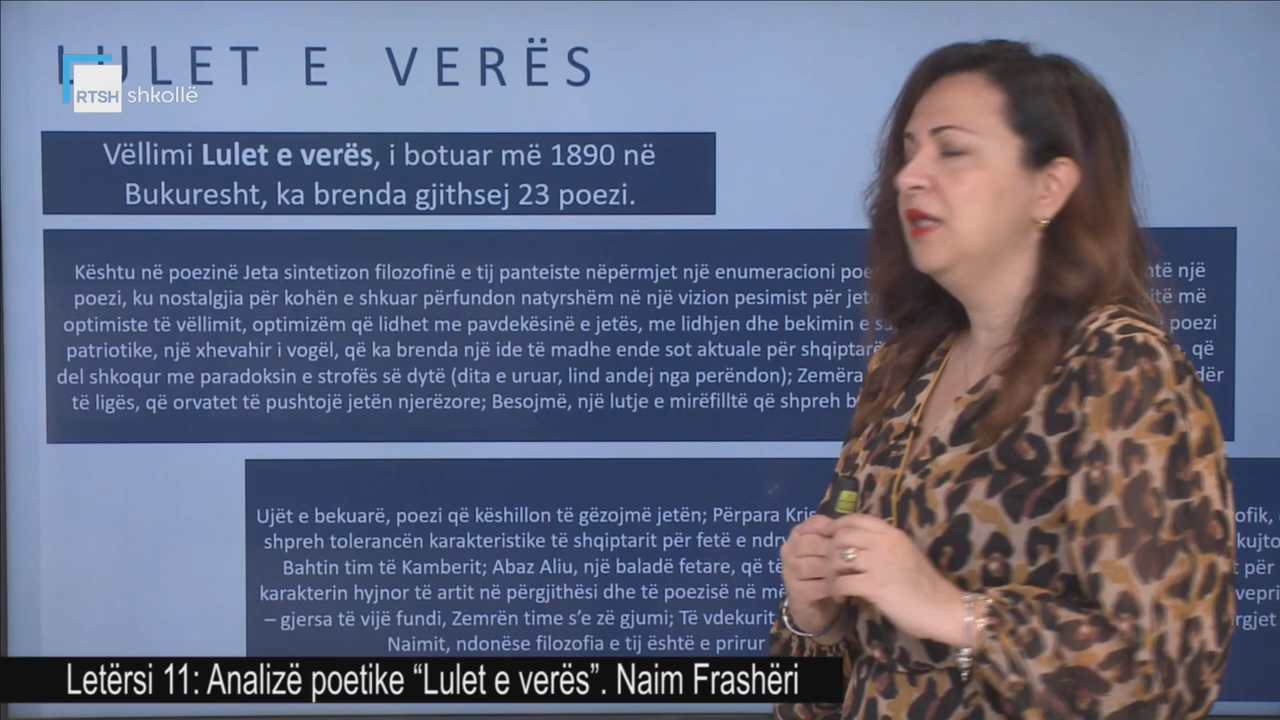 LULET E VERËS
RTSH shkollë
Vëllimi Lulet e verës, i botuar më 1890 në
Bukuresht, ka brenda gjithsej 23 poezi.
Kështu në poezinë Jeta sintetizon filozofinë e tij panteiste nëpërmjet një enumeracioni një
poezi, ku nostalgjia për kohën e shkuar përfundon natyrshëm në një vizion pesimist për më
optimiste të vëllimit, optimizëm që lidhet me pavdekësinë e jetës, me lidhjen dhe bekimin e poezi
patriotike, një xhevahir i vogël, që ka brenda një ide të madhe ende sot aktuale për që
del shkoqur me paradoksin e strofës së dytë (dita e uruar, lind andej nga perëndon); Zemëra
të ligës, që orvatet të pushtojë jetën njerëzore; Besojmë, një lutje e mirëfilltë që shpreh
Ujët e bekuarë, poezi që këshillon të gëzojmë jetën; Përpara
shpreh tolerancën karakteristike të shqiptarit për fetë e
Bahtin tim të Kamberit; Abaz Aliu, një baladë fetare, që për
karakterin hyjnor të artit në përgjithësi dhe të poezisë në
– gjersa të vijë fundi, Zemrën time s’e zë gjumi; Të vdekurit
Naimit, ndonëse filozofia e tij është e prirur
Letërsi 11: Analizë poetike “Lulet e verës”. Naim Frashëri